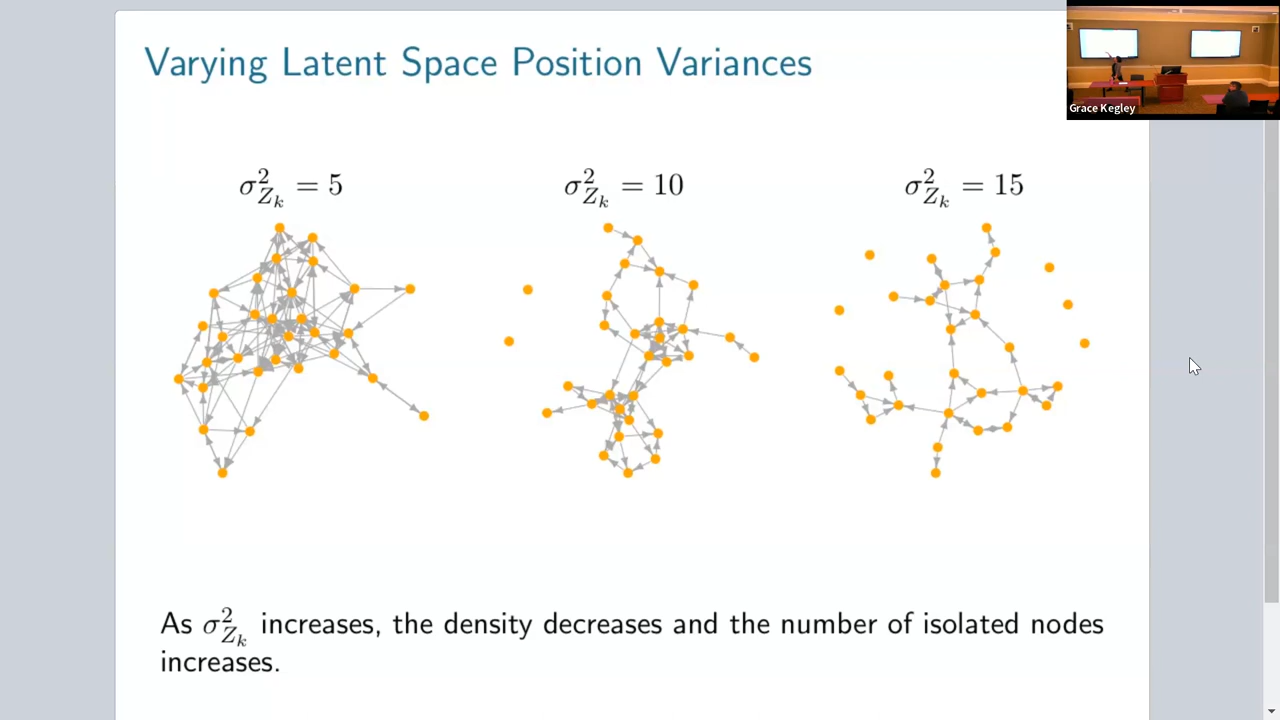 Varying Latent Space Position Variances
Grace Kegley
σ²_{Z_k} = 5
σ²_{Z_k} = 10
σ²_{Z_k} = 15
As σ²_{Z_k} increases, the density decreases and the number of isolated nodes
increases.